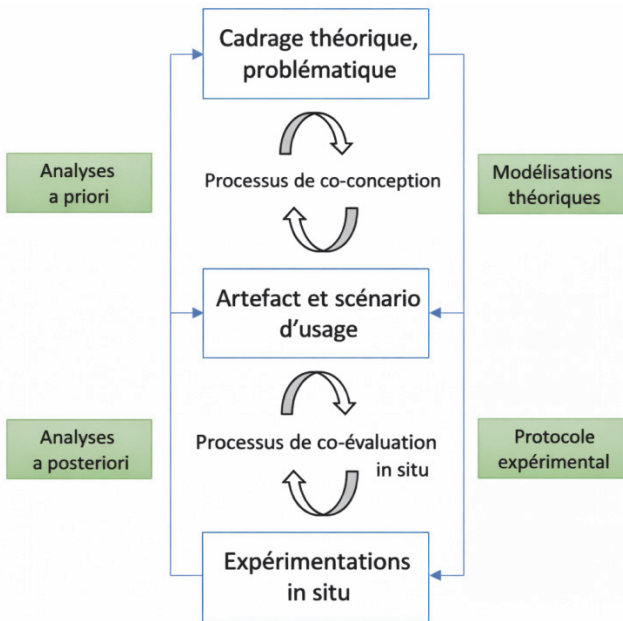 Cadrage théorique,
problématique
Analyses
a priori
Processus de co-conception
Modélisations
théoriques
Artefact et scénario
d’usage
Analyses
a posteriori
Processus de co-évaluation
in situ
Protocole
expérimental
Expérimentations
in situ